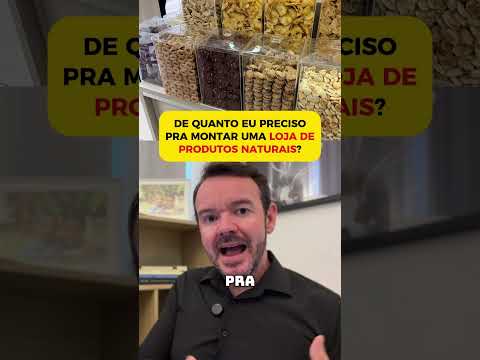 DE QUANTO EU PRECISO
PRA MONTAR UMA LOJA DE
PRODUTOS NATURAIS?
PRA